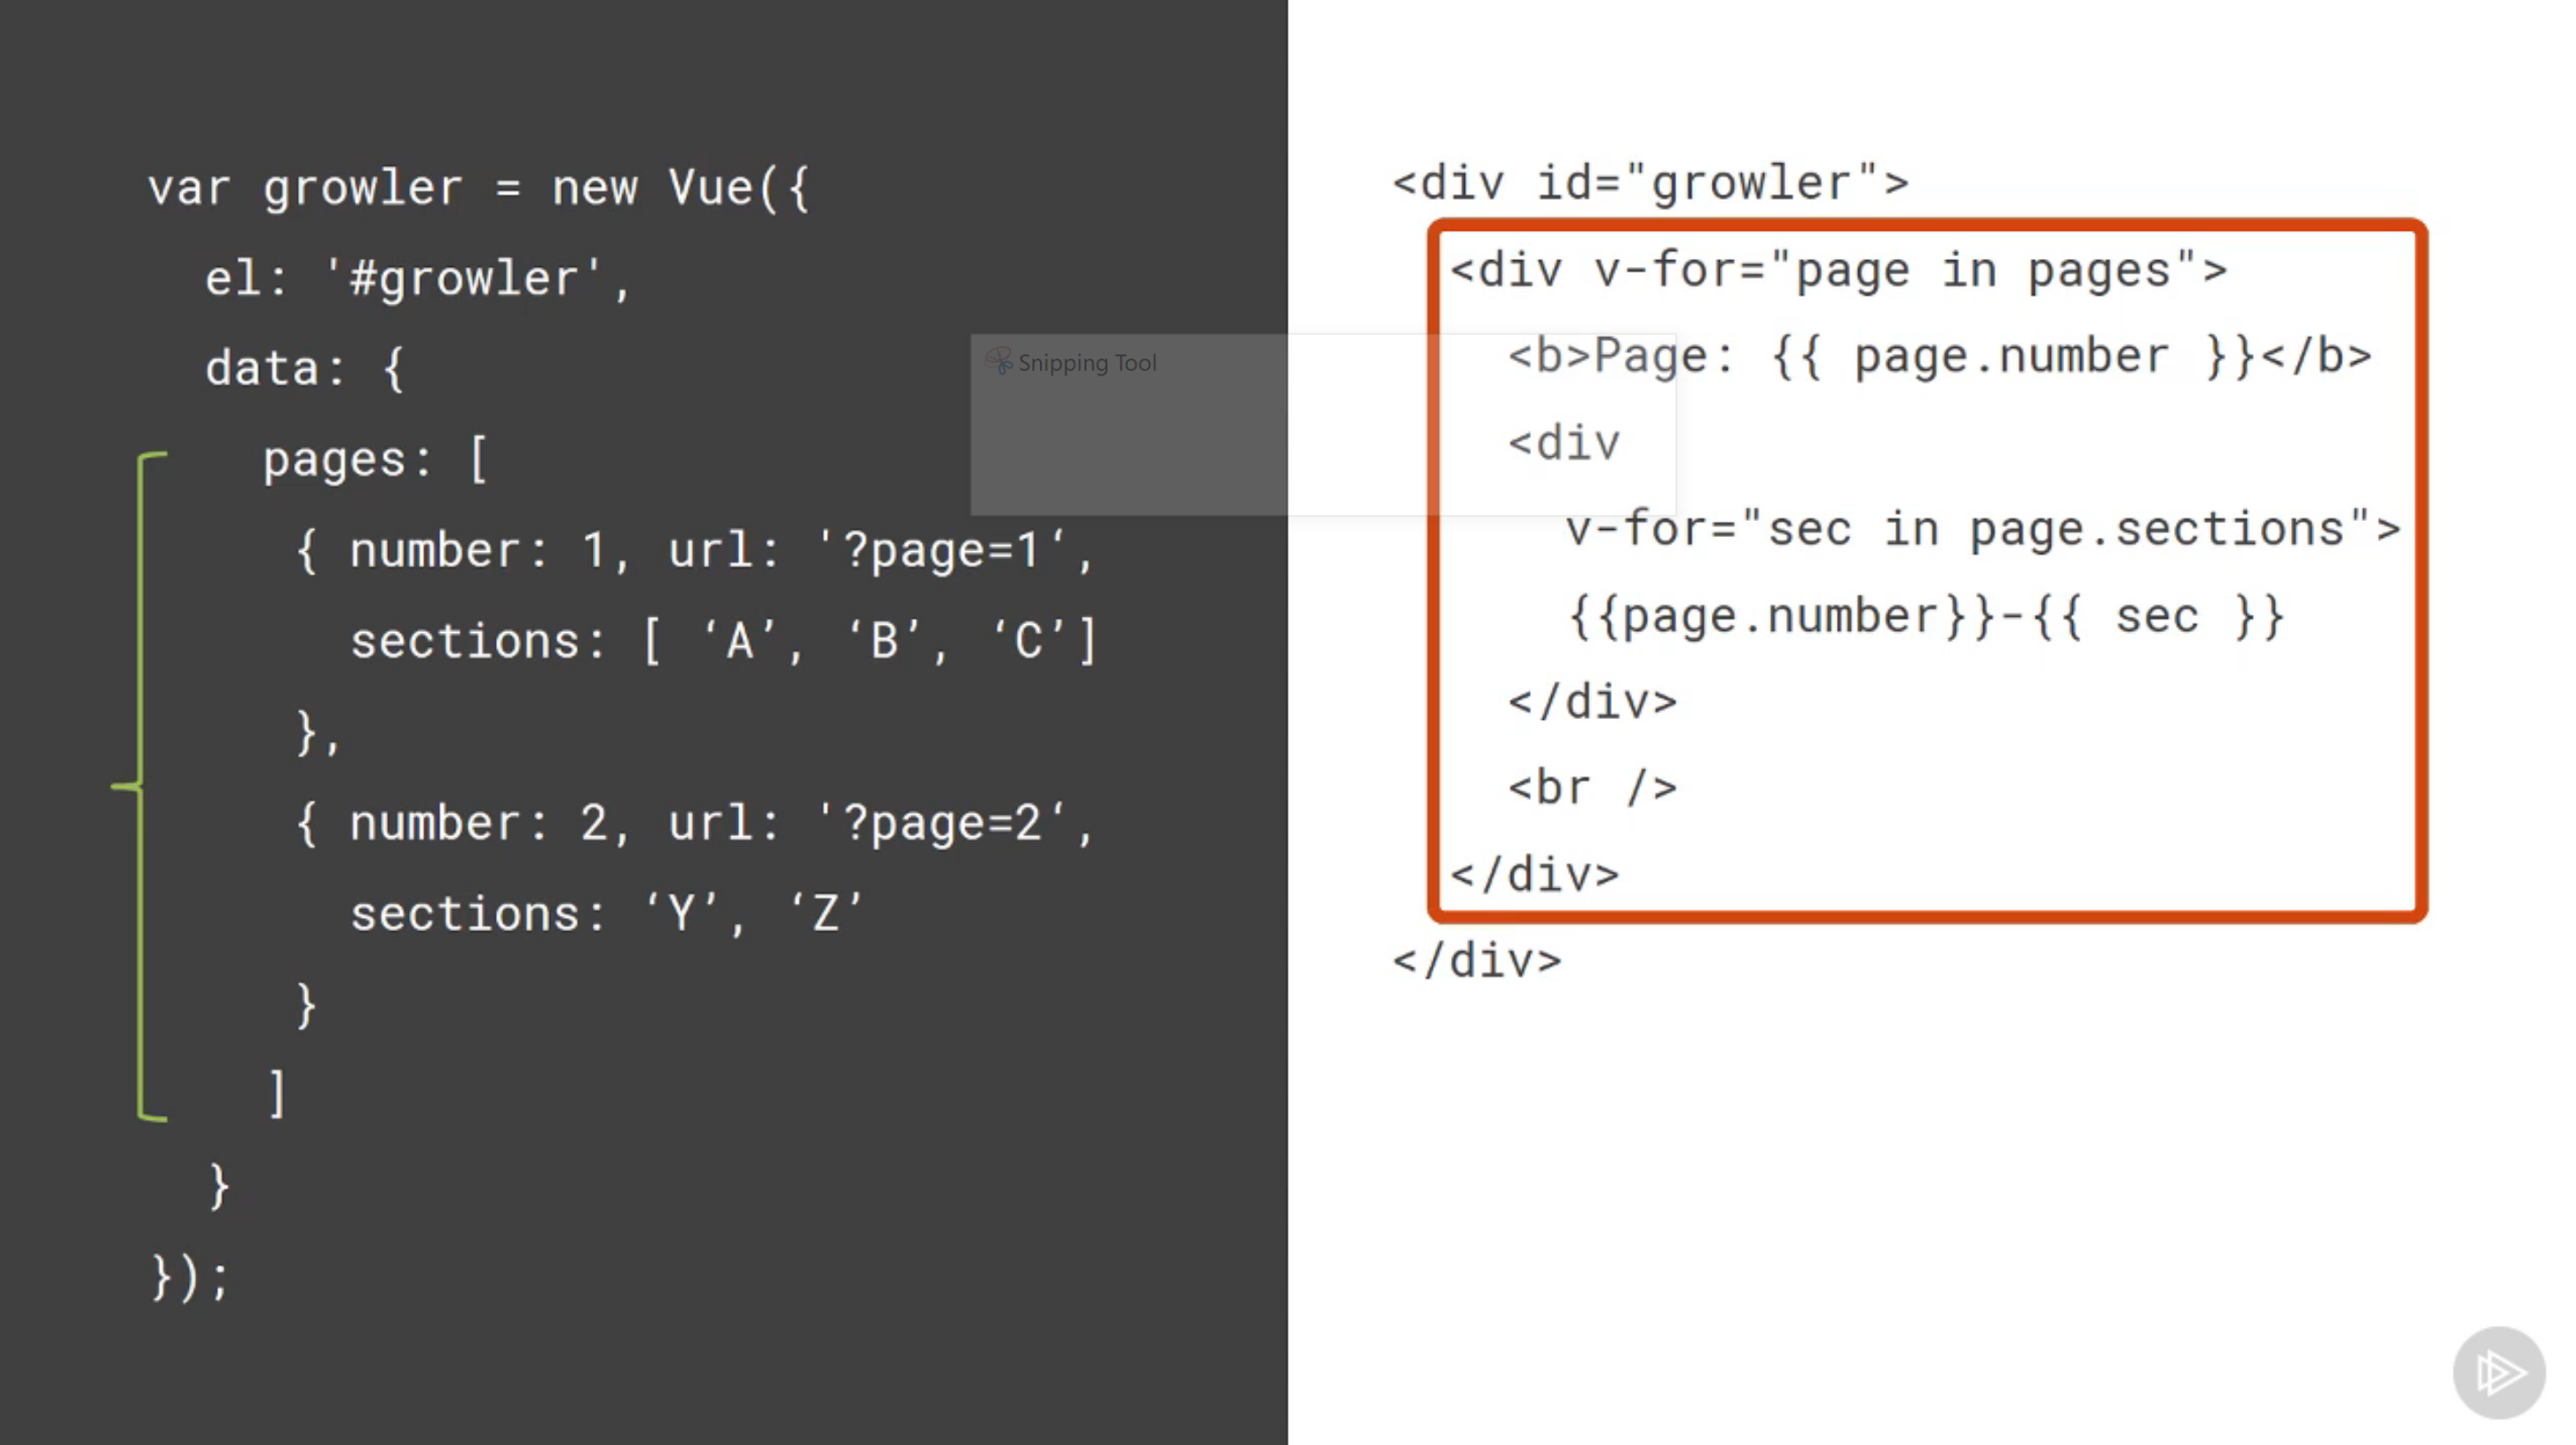 var growler = new Vue({
el: '#growler',
data: {
pages: [
{ number: 1, url: '?page=1‘,
sections: [ ‘A’, ‘B’, ‘C’]
},
{ number: 2, url: '?page=2‘,
sections: ‘Y’, ‘Z’
}
]
}
});
Snipping Tool
<div id="growler">
<div v-for="page in pages">
<b>Page: {{ page.number }}</b>
<div
v-for="sec in page.sections">
{{page.number}}-{{ sec }}
</div>
<br />
</div>
</div>